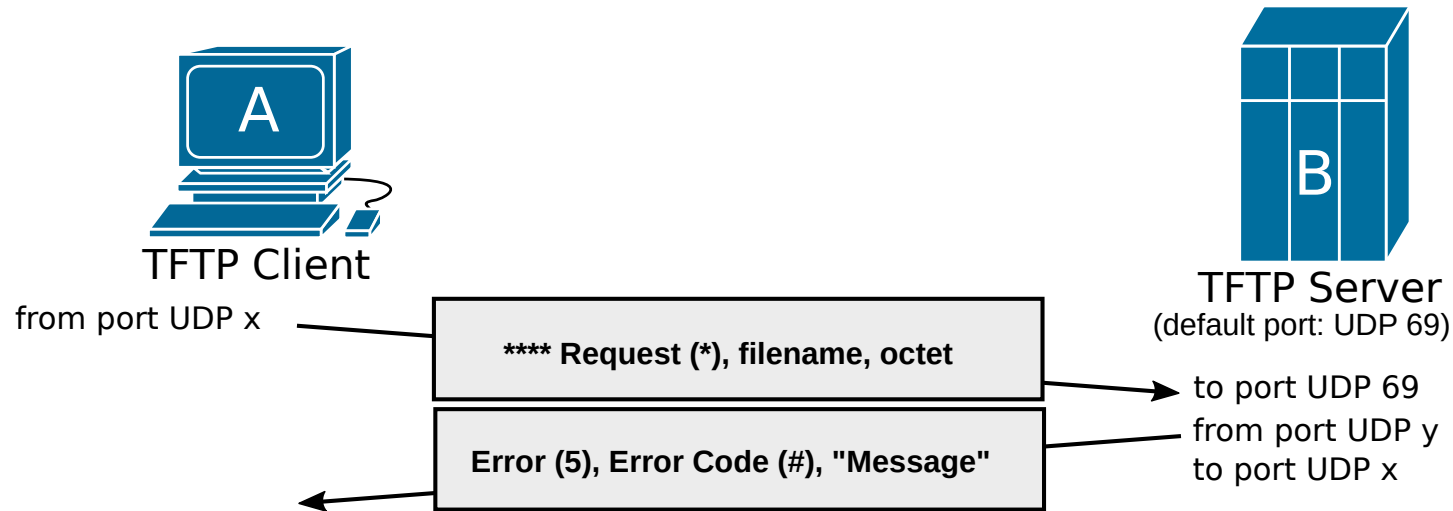 A
B
TFTP Client
TFTP Server
(default port: UDP 69)
from port UDP x
**** Request (*), filename, octet
to port UDP 69
from port UDP y
to port UDP x
Error (5), Error Code (#), "Message"